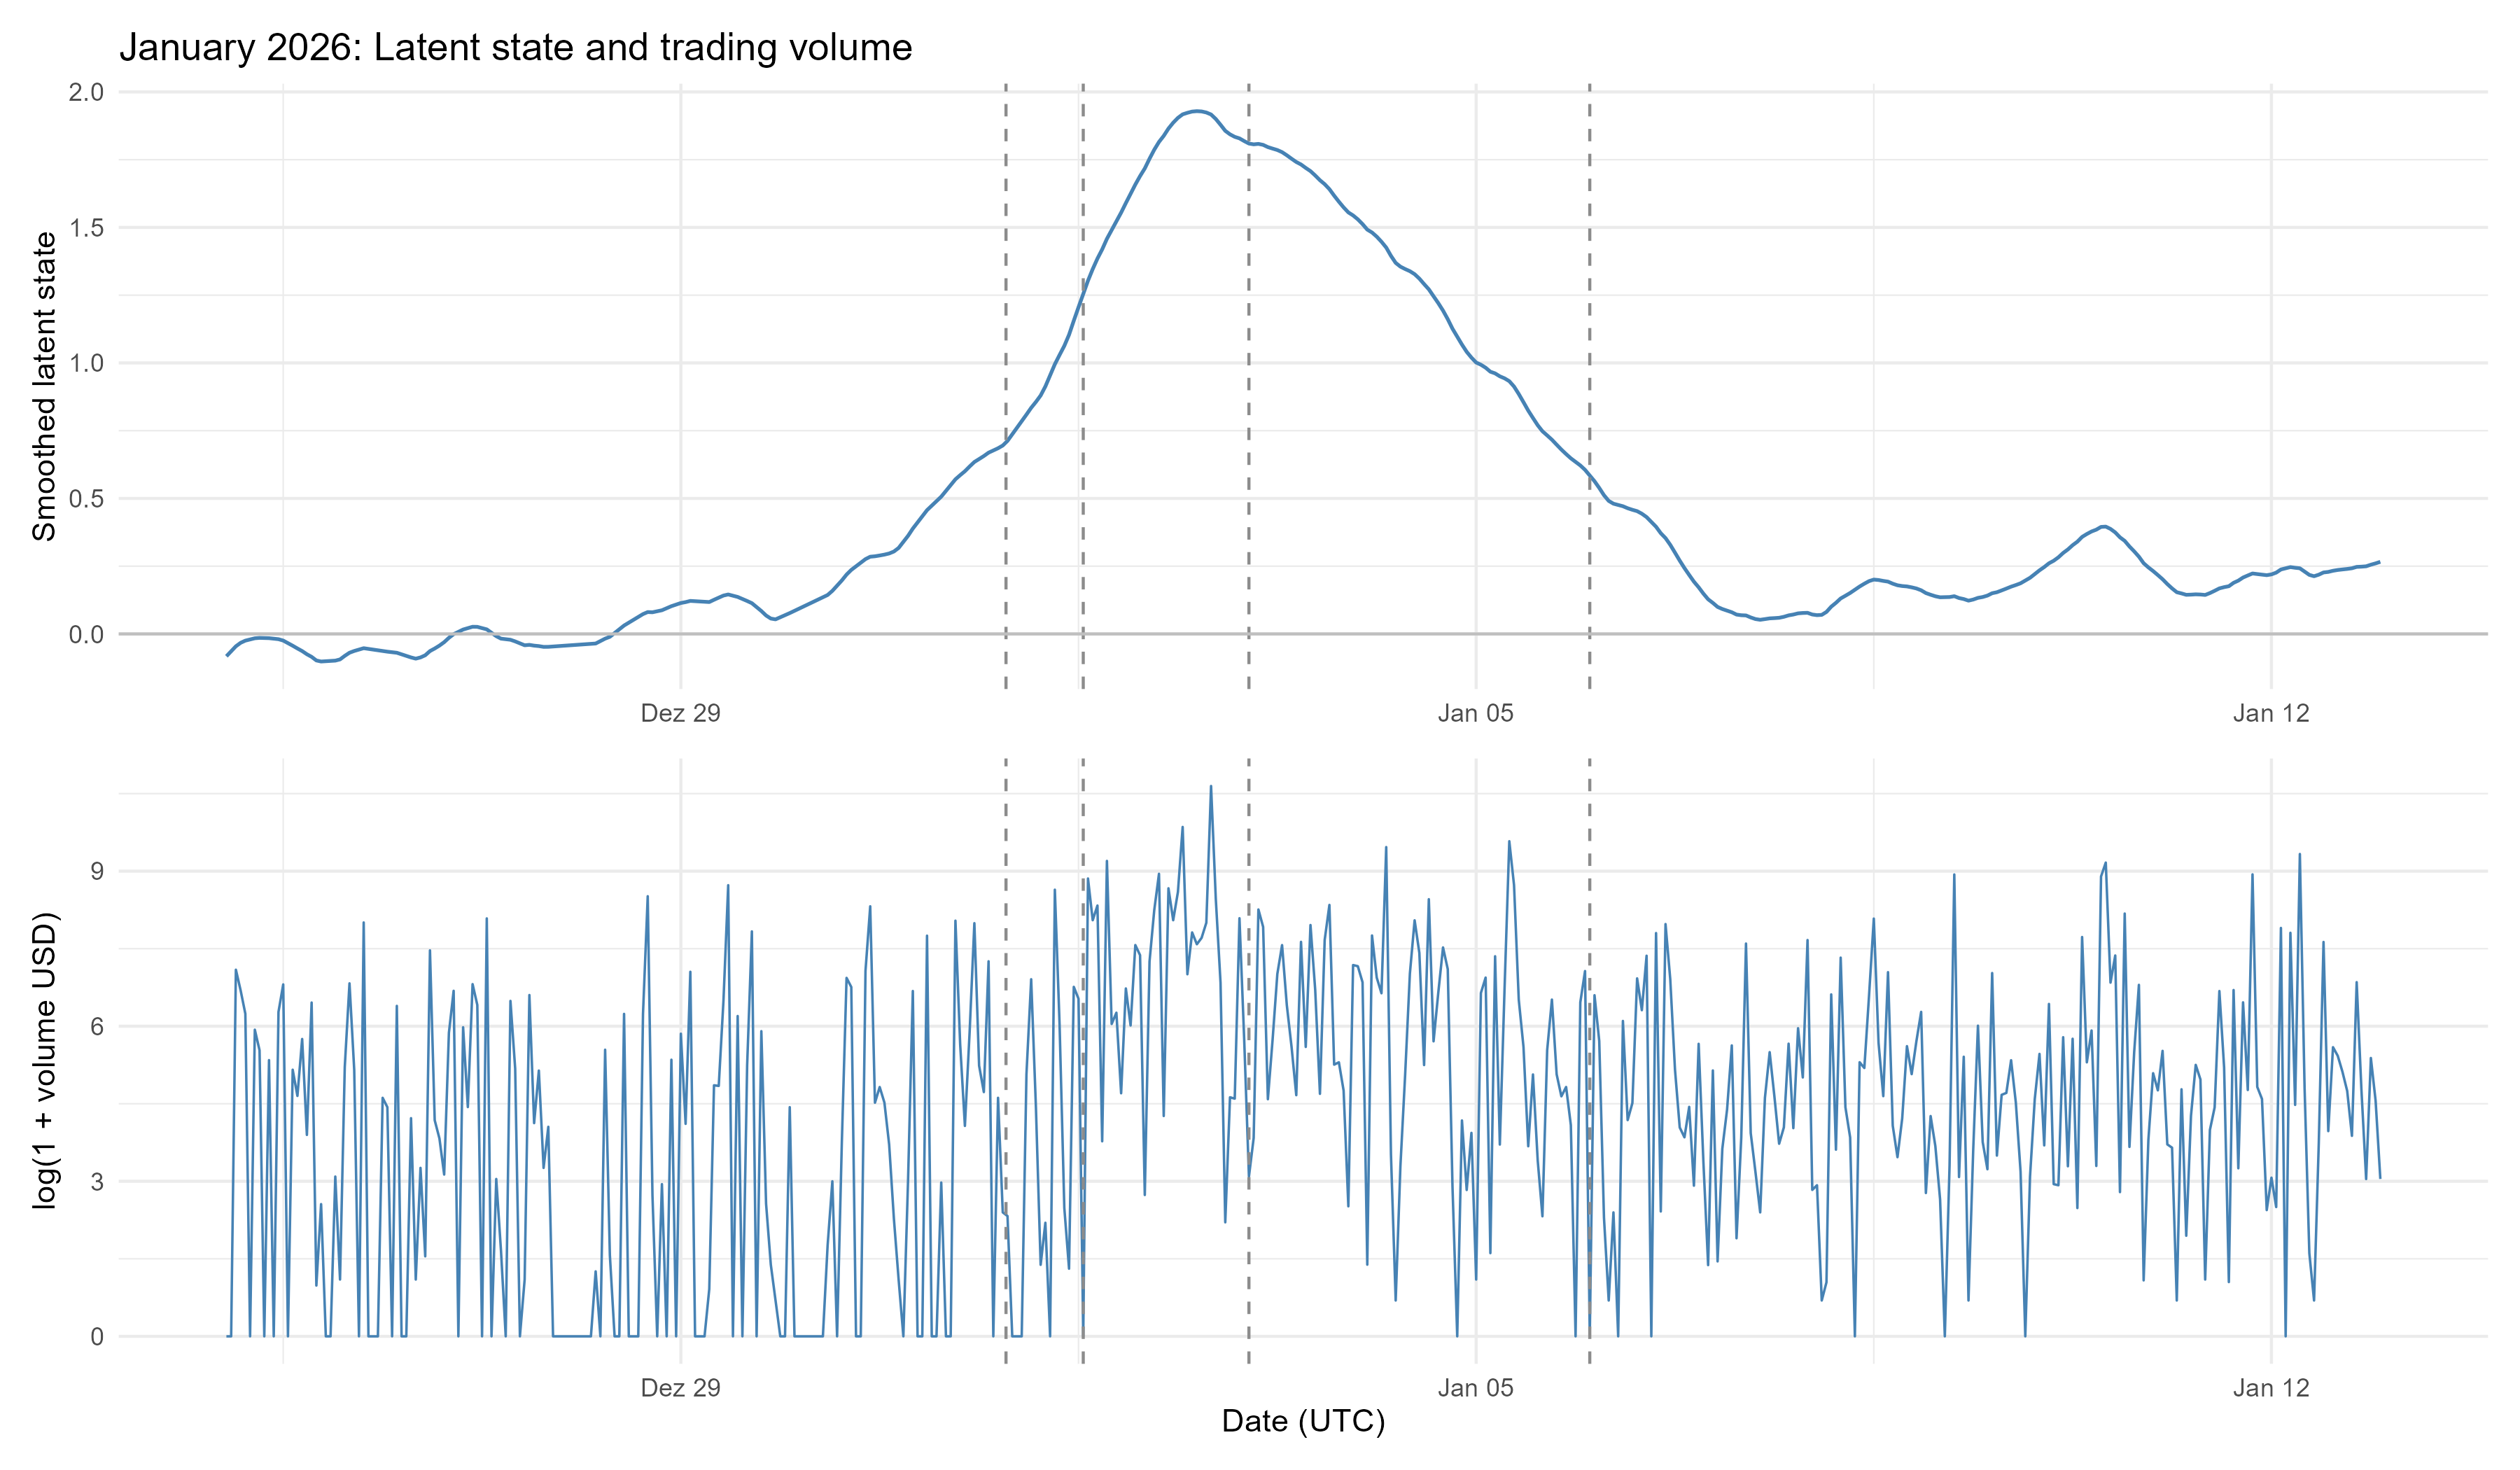 January 2026: Latent state and trading volume
Smoothed latent state
2.0
1.5
1.0
0.5
0.0
Dez 29
Jan 05
Jan 12
log(1 + volume USD)
9
6
3
0
Dez 29
Jan 05
Jan 12
Date (UTC)